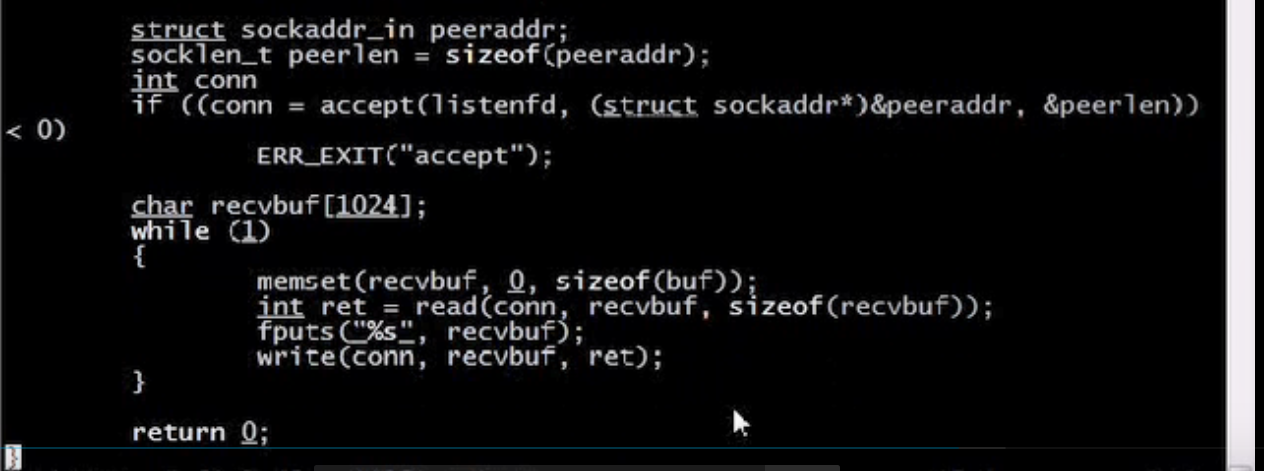 struct sockaddr_in peeraddr;
socklen_t peerlen = sizeof(peeraddr);
int conn
if ((conn = accept(listenfd, (struct sockaddr*)&peeraddr, &peerlen))
< 0)
ERR_EXIT("accept");
char recvbuf[1024];
while (1)
{
memset(recvbuf, 0, sizeof(buf));
int ret = read(conn, recvbuf, sizeof(recvbuf));
fputs("%s", recvbuf);
write(conn, recvbuf, ret);
}
return 0;
}